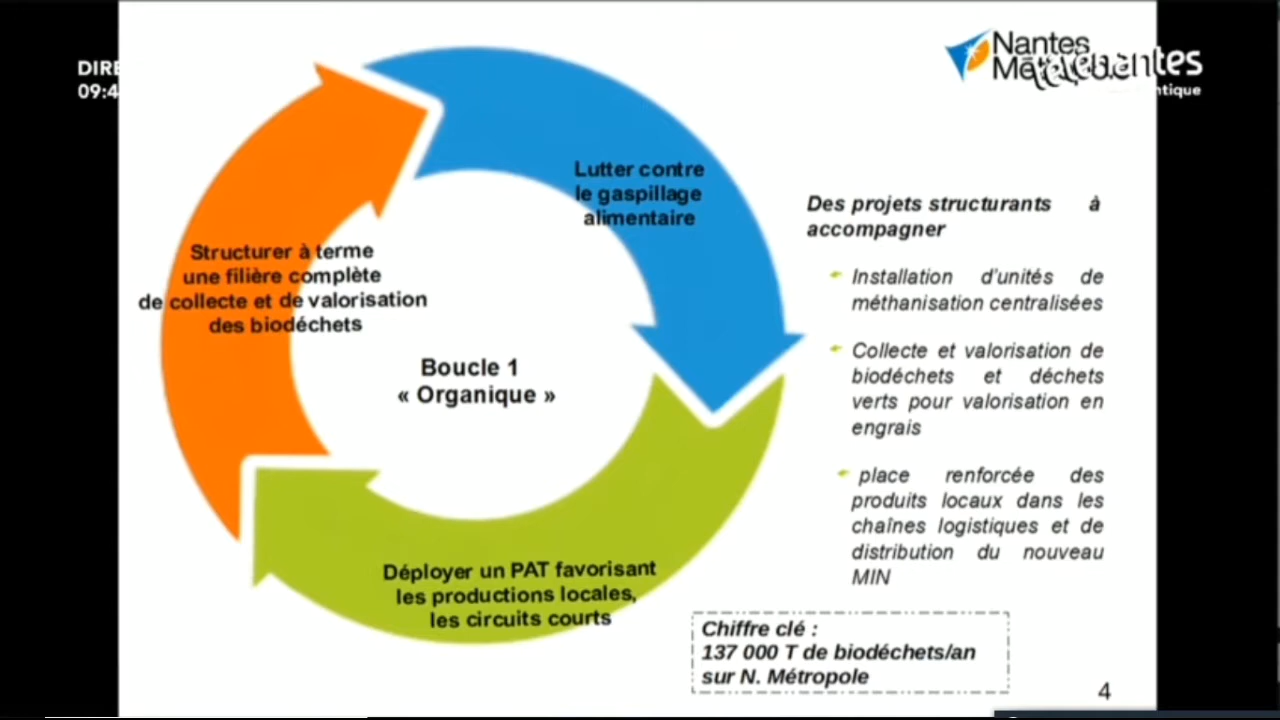 DIRE
09:4
Nantes
Lutter contre
le gaspillage
alimentaire
Structurer à terme
une filière complète
de collecte et de valorisation
des biodéchets
Boucle 1
« Organique »
Déployer un PAT favorisant
les productions locales,
les circuits courts
Des projets structurants à
accompagner
Installation d'unités de
méthanisation centralisées
Collecte et valorisation de
biodéchets et déchets
verts pour valorisation en
engrais
place renforcée des
produits locaux dans les
chaînes logistiques et de
distribution du nouveau
MIN
Chiffre clé :
137 000 T de biodéchets/an
sur N. Métropole
4